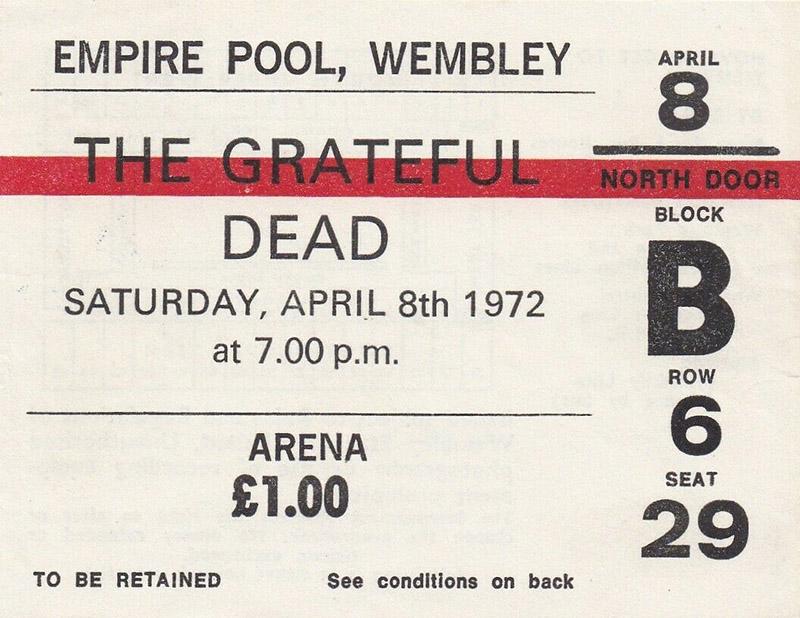 EMPIRE POOL, WEMBLEY
THE GRATEFUL
DEAD
SATURDAY, APRIL 8th 1972
at 7.00 p.m.
ARENA
£1.00
TO BE RETAINED
See conditions on back
APRIL
8
NORTH DOOR
BLOCK
B
ROW
6
SEAT
29